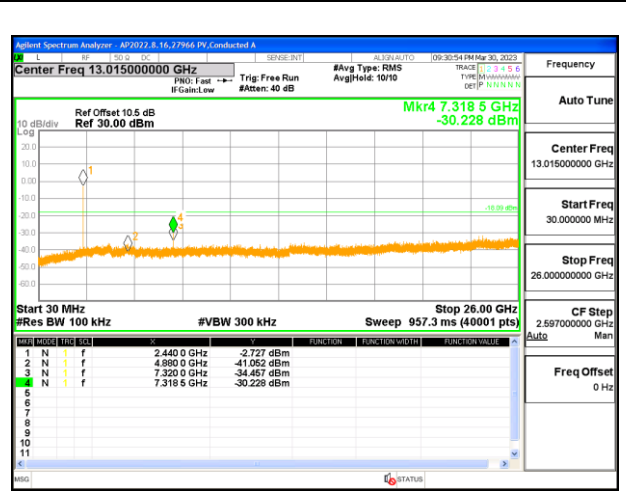 Agilent Spectrum Analyzer - AP2022.8.16,27966 PV,Conducted A
L RF 50 Ω DC SENSE:INT ALIGNAUTO 09:30:54 PM Mar 30, 2023
Center Freq 13.015000000 GHz
PNO: Fast
IFGain:Low
Trig: Free Run
#Atten: 40 dB
#Avg Type: RMS
Avg|Hold: 10/10
TRACE 1 2 3 4 5 6
TYPE M
DET P N N N N N
Frequency
Auto Tune
Center Freq
13.015000000 GHz
Start Freq
30.000000 MHz
Stop Freq
26.000000000 GHz
CF Step
2.597000000 GHz
Auto Man
Freq Offset
0 Hz
Mkr4 7.318 5 GHz
-30.228 dBm
Ref Offset 10.5 dB
10 dB/div Ref 30.00 dBm
Log
20.0
10.0
0.00
-10.0
-20.0
-30.0
-40.0
-50.0
-60.0
1
2
3
4
Start 30 MHz Stop 26.00 GHz
#Res BW 100 kHz #VBW 300 kHz Sweep 957.3 ms (40001 pts)
MKR MODE TRC SCL X Y FUNCTION FUNCTION WIDTH FUNCTION VALUE
1 N 1 f 2.440 0 GHz -2.727 dBm
2 N 1 f 4.880 0 GHz -41.052 dBm
3 N 1 f 7.320 0 GHz -34.457 dBm
4 N 1 f 7.318 5 GHz -30.228 dBm
5
6
7
8
9
10
11
MSG STATUS